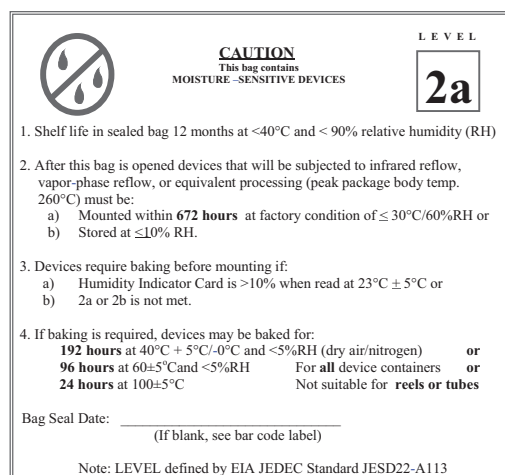 LEVEL
CAUTION
This bag contains
MOISTURE –SENSITIVE DEVICES
2a
1. Shelf life in sealed bag 12 months at <40°C and < 90% relative humidity (RH)
2. After this bag is opened devices that will be subjected to infrared reflow,
vapor-phase reflow, or equivalent processing (peak package body temp.
260°C) must be:
a) Mounted within 672 hours at factory condition of ≤ 30°C/60%RH or
b) Stored at ≤10% RH.
3. Devices require baking before mounting if:
a) Humidity Indicator Card is >10% when read at 23°C ± 5°C or
b) 2a or 2b is not met.
4. If baking is required, devices may be baked for:
192 hours at 40°C + 5°C/-0°C and <5%RH (dry air/nitrogen) or
96 hours at 60±5°Cand <5%RH For all device containers or
24 hours at 100±5°C Not suitable for reels or tubes
Bag Seal Date: ______________________________
(If blank, see bar code label)
Note: LEVEL defined by EIA JEDEC Standard JESD22-A113